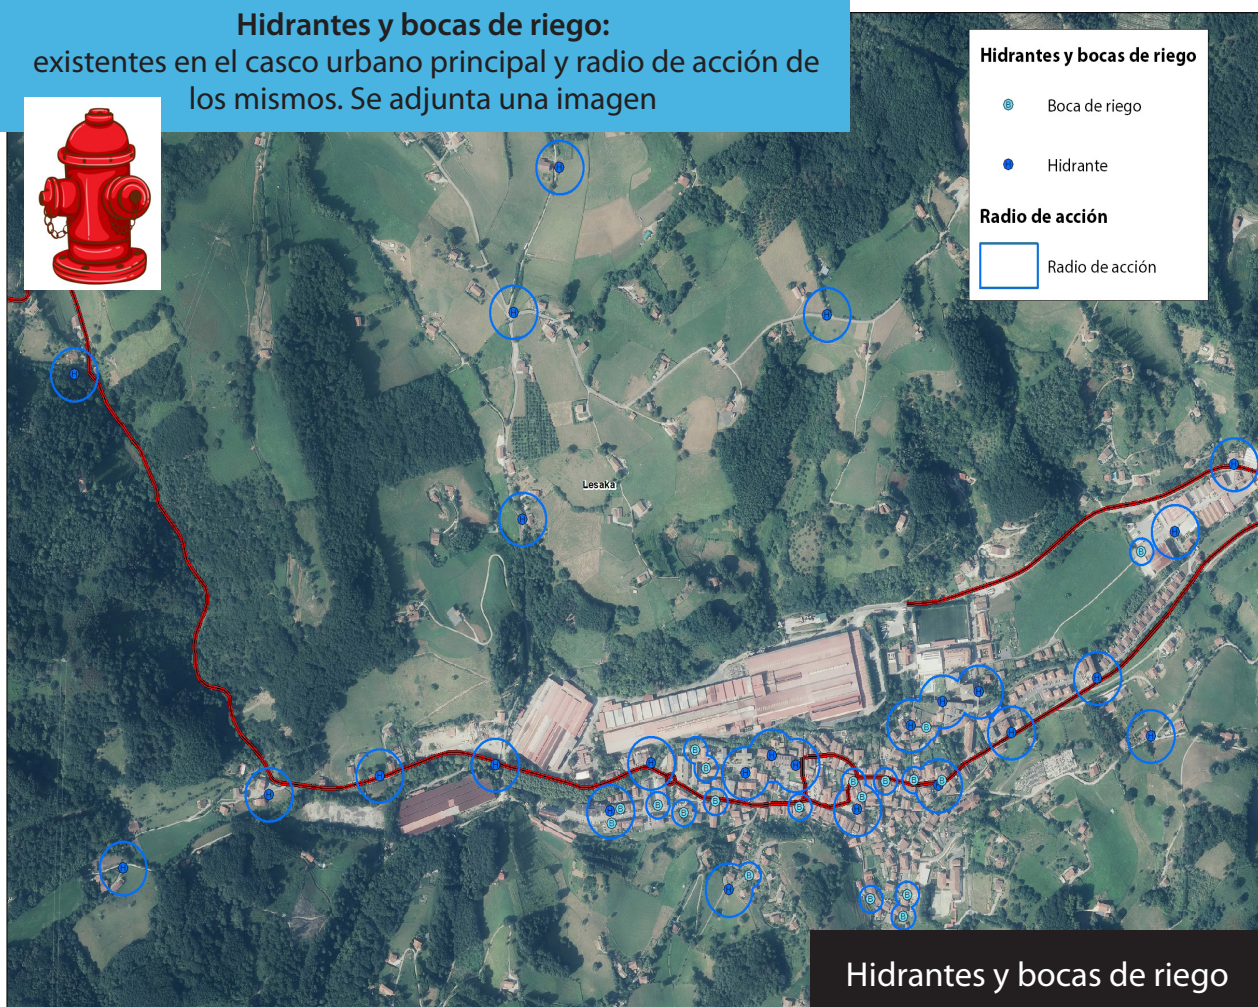 Hidrantes y bocas de riego:
existentes en el casco urbano principal y radio de acción de
los mismos. Se adjunta una imagen
Hidrantes y bocas de riego
B Boca de riego
H Hidrante
Radio de acción
Radio de acción
Lesaka
Hidrantes y bocas de riego